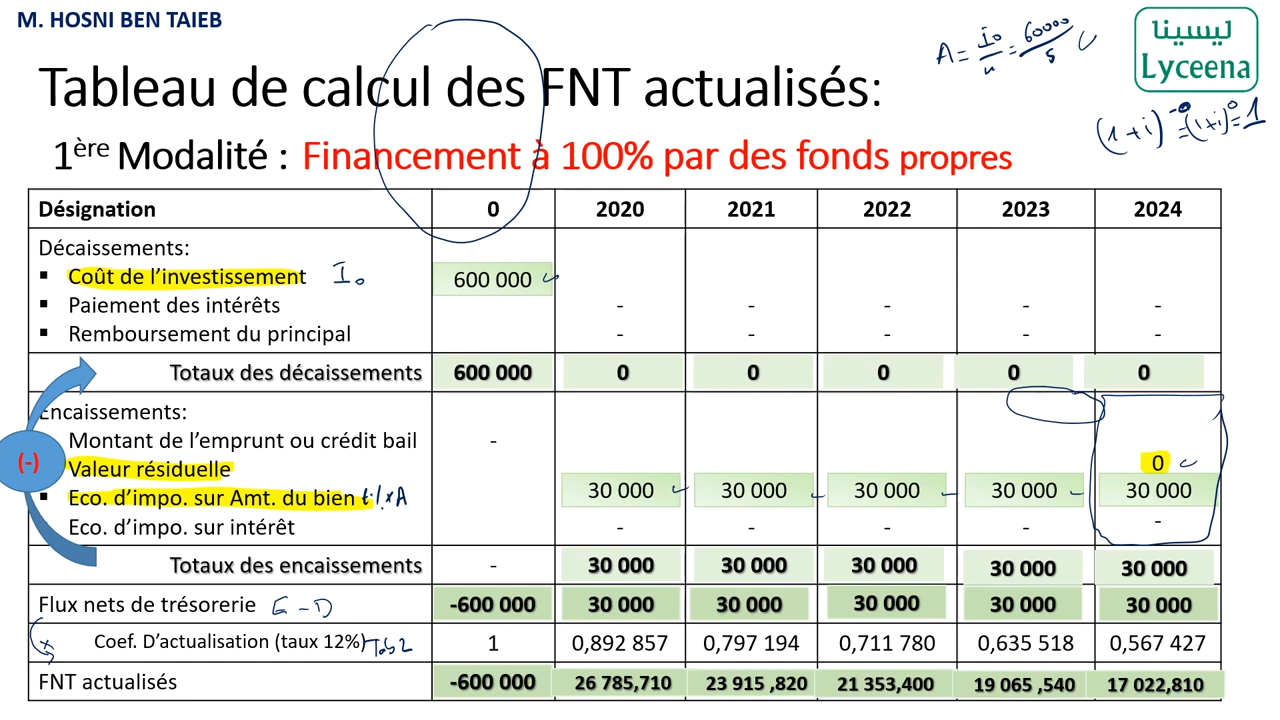 M. HOSNI BEN TAIEB
A = I₀/n = 60000/5
ليسينا
Lyceena
Tableau de calcul des FNT actualisés:
(1+i)⁻⁰ = (1+i)⁰ = 1
1ère Modalité : Financement à 100% par des fonds propres
Désignation 0 2020 2021 2022 2023 2024
Décaissements:
▪ Coût de l'investissement I₀ 600 000
▪ Paiement des intérêts - - - - -
▪ Remboursement du principal - - - - -
Totaux des décaissements 600 000 0 0 0 0 0
Encaissements:
Montant de l'emprunt ou crédit bail -
(-) Valeur résiduelle 0
▪ Eco. d'impo. sur Amt. du bien t% x A 30 000 30 000 30 000 30 000 30 000
Eco. d'impo. sur intérêt - - - - -
Totaux des encaissements - 30 000 30 000 30 000 30 000 30 000
Flux nets de trésorerie E - D -600 000 30 000 30 000 30 000 30 000 30 000
x Coef. D'actualisation (taux 12%) Tab 2 1 0,892 857 0,797 194 0,711 780 0,635 518 0,567 427
FNT actualisés -600 000 26 785,710 23 915 ,820 21 353,400 19 065 ,540 17 022,810